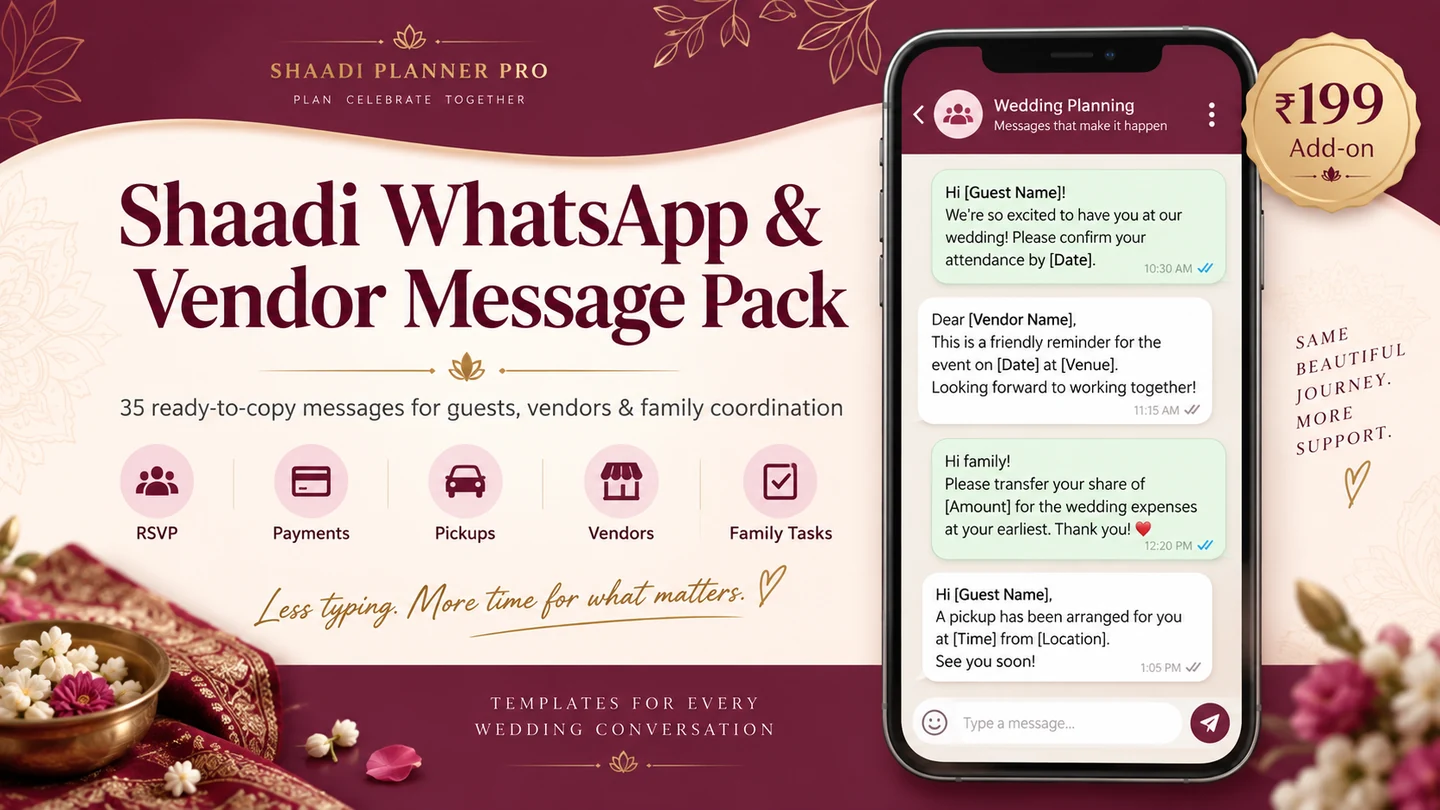 SHAADI PLANNER PRO
PLAN CELEBRATE TOGETHER
Shaadi WhatsApp &
Vendor Message Pack
35 ready-to-copy messages for guests, vendors & family coordination
RSVP
Payments
Pickups
Vendors
Family Tasks
Less typing. More time for what matters.
TEMPLATES FOR EVERY
WEDDING CONVERSATION
Wedding Planning
Messages that make it happen
Hi [Guest Name]!
We're so excited to have you at our
wedding! Please confirm your
attendance by [Date].
10:30 AM
Dear [Vendor Name],
This is a friendly reminder for the
event on [Date] at [Venue].
Looking forward to working together!
11:15 AM
Hi family!
Please transfer your share of
[Amount] for the wedding expenses
at your earliest. Thank you! ❤️
12:20 PM
Hi [Guest Name],
A pickup has been arranged for you
at [Time] from [Location].
See you soon!
1:05 PM
Type a message...
₹199
Add-on
SAME
BEAUTIFUL
JOURNEY.
MORE
SUPPORT.